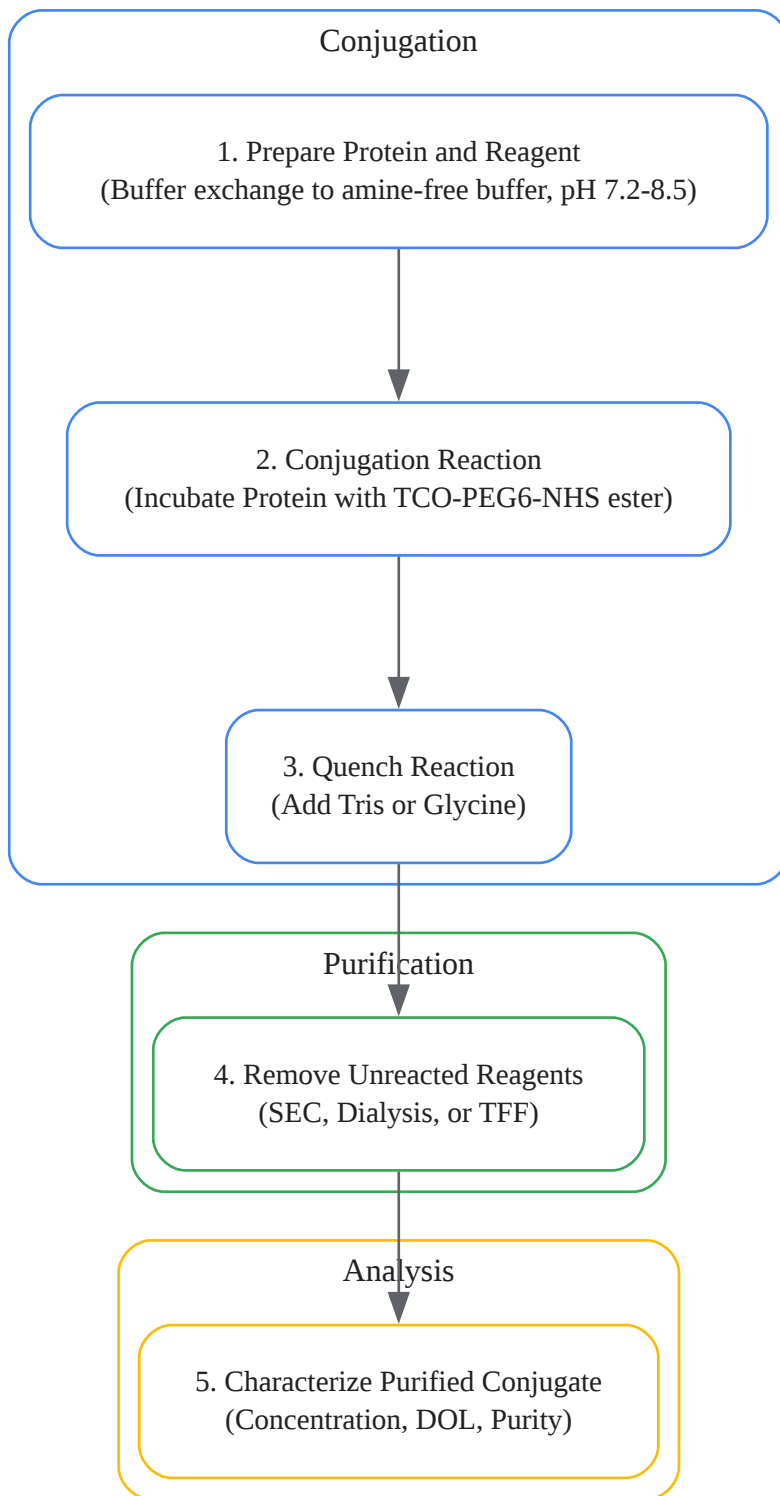 Conjugation
1. Prepare Protein and Reagent
(Buffer exchange to amine-free buffer, pH 7.2-8.5)
2. Conjugation Reaction
(Incubate Protein with TCO-PEG6-NHS ester)
3. Quench Reaction
(Add Tris or Glycine)
Purification
4. Remove Unreacted Reagents
(SEC, Dialysis, or TFF)
Analysis
5. Characterize Purified Conjugate
(Concentration, DOL, Purity)